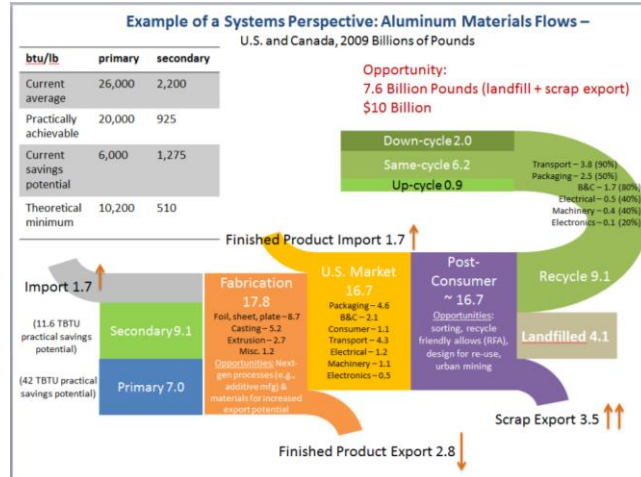 Example of a Systems Perspective: Aluminum Materials Flows –
U.S. and Canada, 2009 Billions of Pounds
btu/lb primary secondary
Current average 26,000 2,200
Practically achievable 20,000 925
Current savings potential 6,000 1,275
Theoretical minimum 10,200 510
Opportunity:
7.6 Billion Pounds (landfill + scrap export)
$10 Billion
Down-cycle 2.0
Same-cycle 6.2
Up-cycle 0.9
Transport – 3.8 (90%)
Packaging – 2.5 (50%)
B&C – 1.7 (80%)
Electrical – 0.5 (40%)
Machinery – 0.4 (40%)
Electronics – 0.1 (20%)
Finished Product Import 1.7
Import 1.7
(11.6 TBTU practical savings potential)
Secondary 9.1
(42 TBTU practical savings potential)
Primary 7.0
Fabrication
17.8
Foil, sheet, plate – 8.7
Casting – 5.2
Extrusion – 2.7
Misc. 1.2
Opportunities: Next-
gen processes (e.g.,
additive mfg) &
materials for increased
export potential
U.S. Market
16.7
Packaging – 4.6
B&C – 2.1
Consumer – 1.1
Transport – 4.3
Electrical – 1.2
Machinery – 1.1
Electronics – 0.5
Post-
Consumer
~ 16.7
Opportunities:
sorting, recycle
friendly allows (RFA),
design for re-use,
urban mining
Recycle 9.1
Landfilled 4.1
Scrap Export 3.5
Finished Product Export 2.8